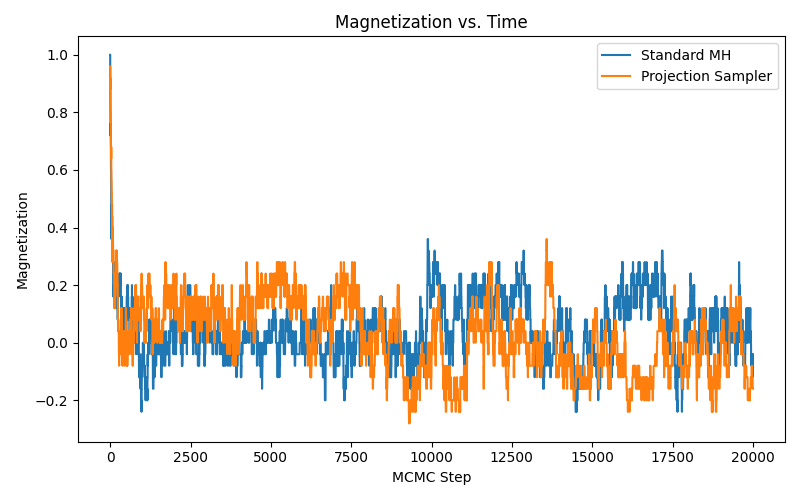 Magnetization vs. Time
Standard MH
Projection Sampler
Magnetization
1.0
0.8
0.6
0.4
0.2
0.0
−0.2
0 2500 5000 7500 10000 12500 15000 17500 20000
MCMC Step